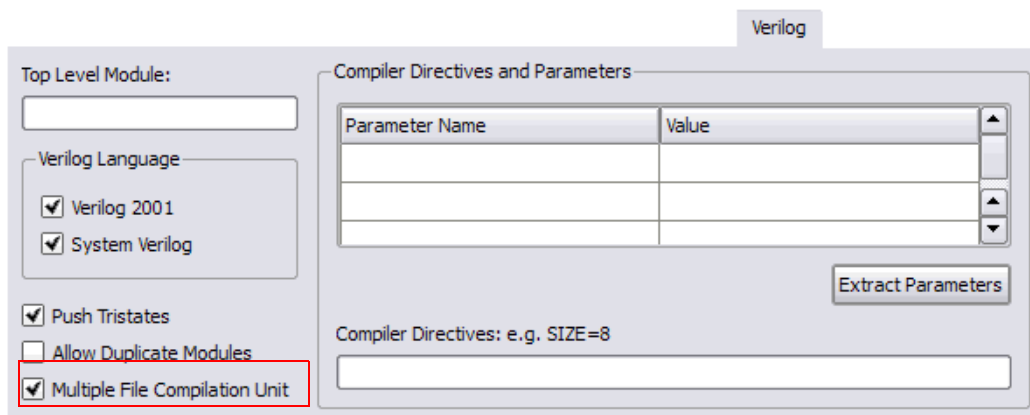 Verilog
Top Level Module:
Verilog Language
Verilog 2001
System Verilog
Push Tristates
Allow Duplicate Modules
Multiple File Compilation Unit
Compiler Directives and Parameters
Parameter Name Value
Extract Parameters
Compiler Directives: e.g. SIZE=8